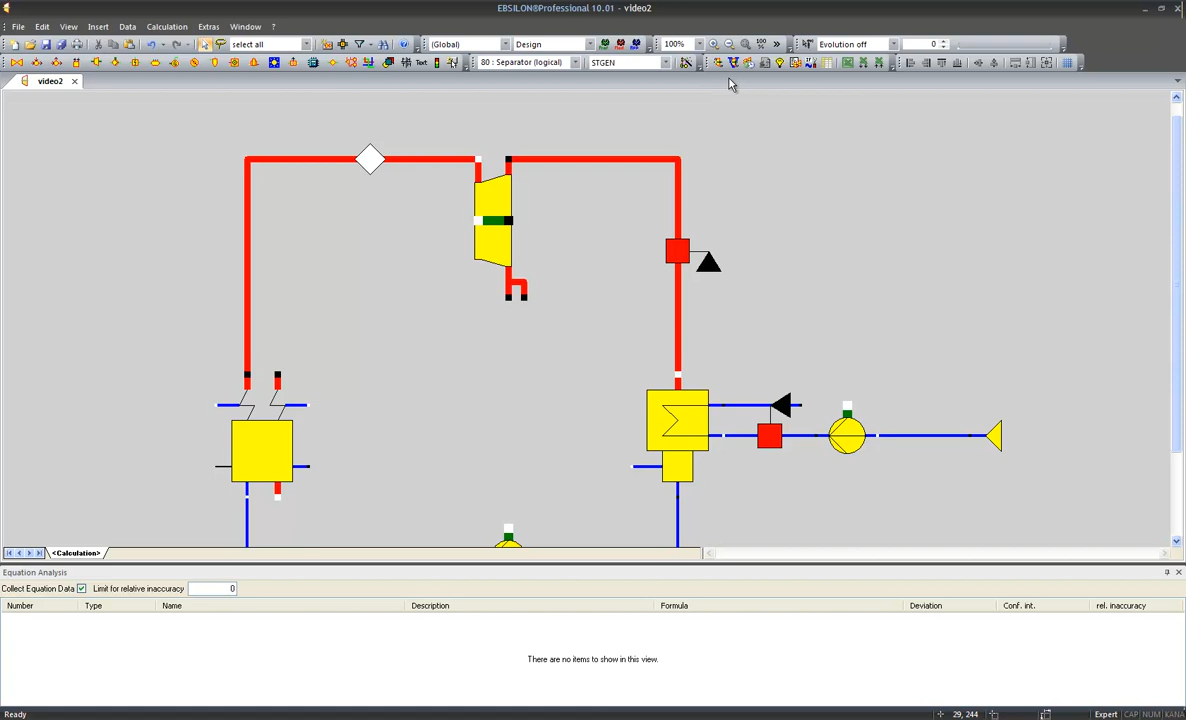 EBSILON®Professional 10.01 - video2
File Edit View Insert Data Calculation Extras Window ?
select all (Global) Design 100% 100% » Evolution off 0
Text 80 : Separator (logical) STGEN
video2
<Calculation>
Equation Analysis
Collect Equation Data Limit for relative inaccuracy 0
Number Type Name Description Formula Deviation Conf. int. rel. inaccuracy
There are no items to show in this view.
Ready 29, 244 Expert CAP NUM KANA